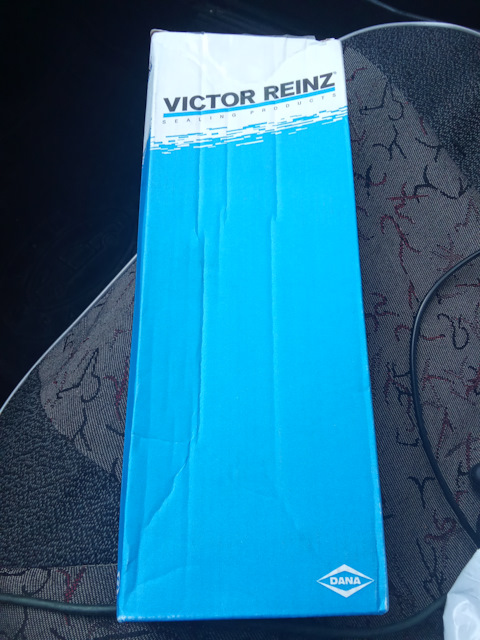 VICTOR REINZ
SEALING PRODUCTS
DANA